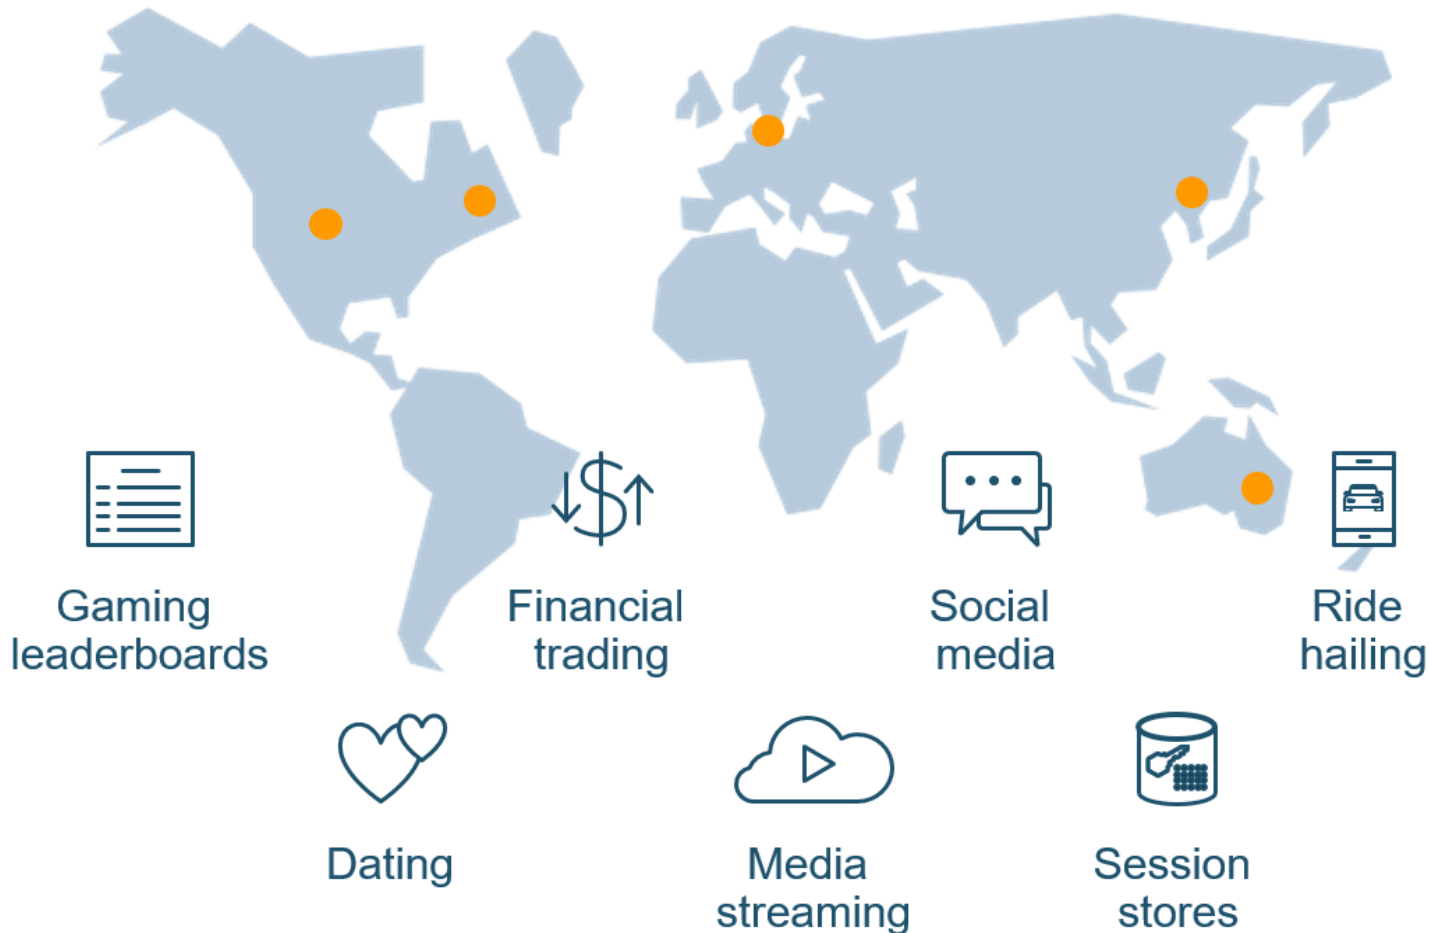 Gaming
leaderboards
Financial
trading
Social
media
Ride
hailing
Dating
Media
streaming
Session
stores